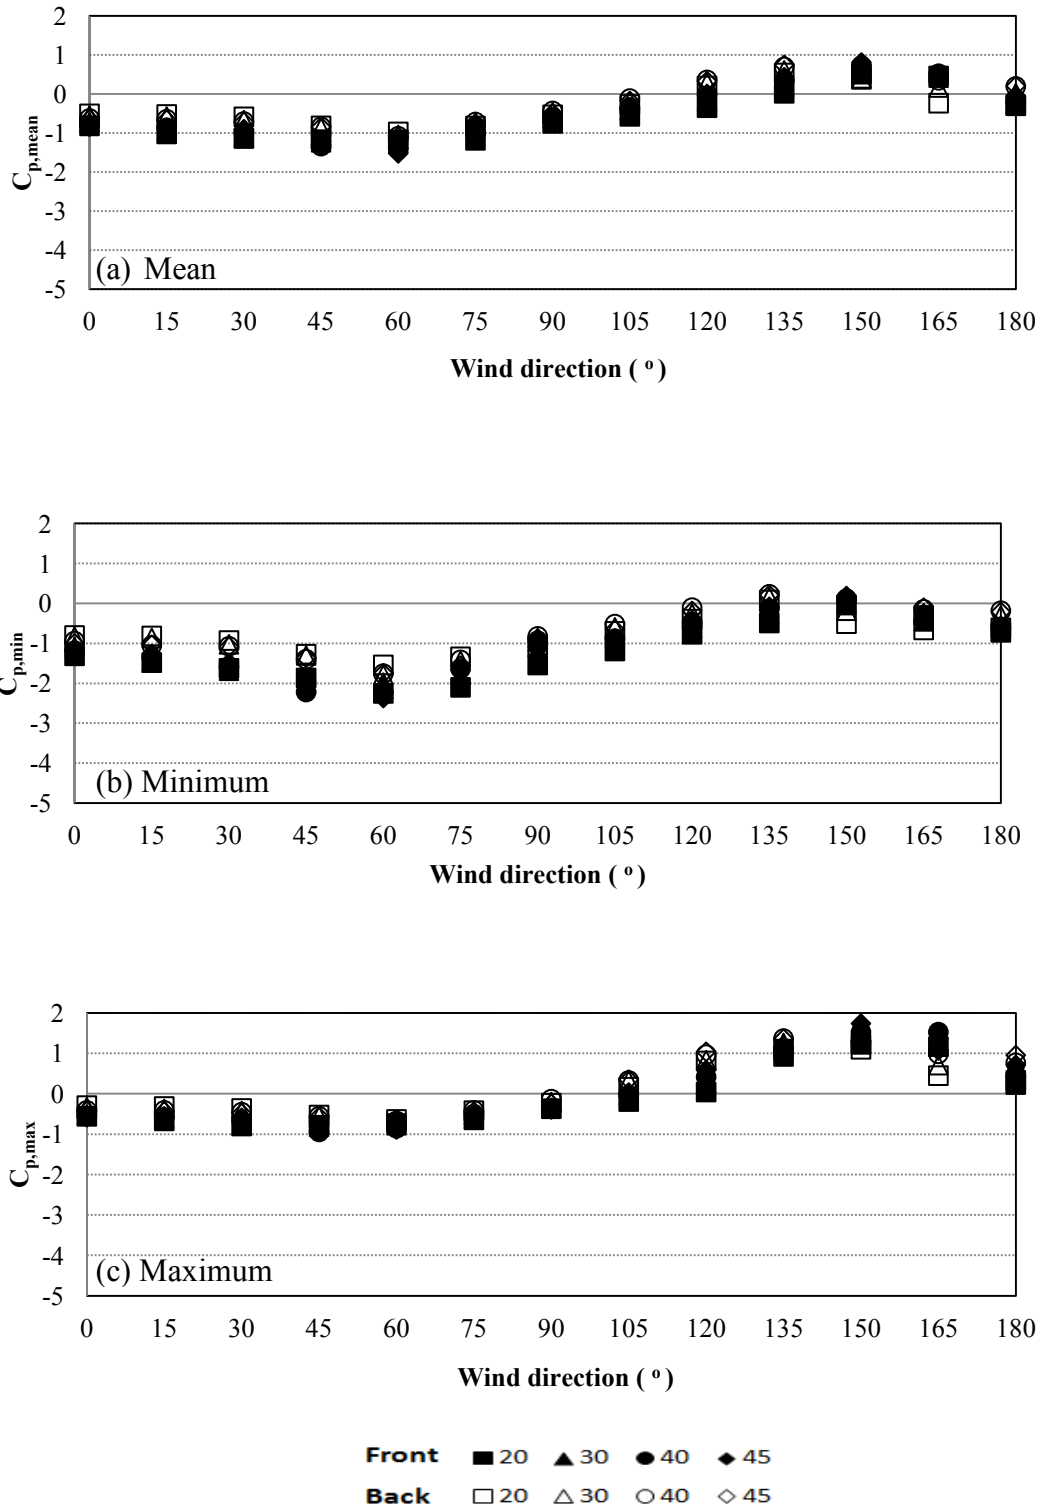 2
1
0
-1
-2
-3
-4
-5
Cp,mean
(a) Mean
0 15 30 45 60 75 90 105 120 135 150 165 180
Wind direction ( o )
2
1
0
-1
-2
-3
-4
-5
Cp,min
(b) Minimum
0 15 30 45 60 75 90 105 120 135 150 165 180
Wind direction ( o )
2
1
0
-1
-2
-3
-4
-5
Cp,max
(c) Maximum
0 15 30 45 60 75 90 105 120 135 150 165 180
Wind direction ( o )
Front ■ 20 ▲ 30 ● 40 ◆ 45
Back □ 20 △ 30 ○ 40 ◇ 45